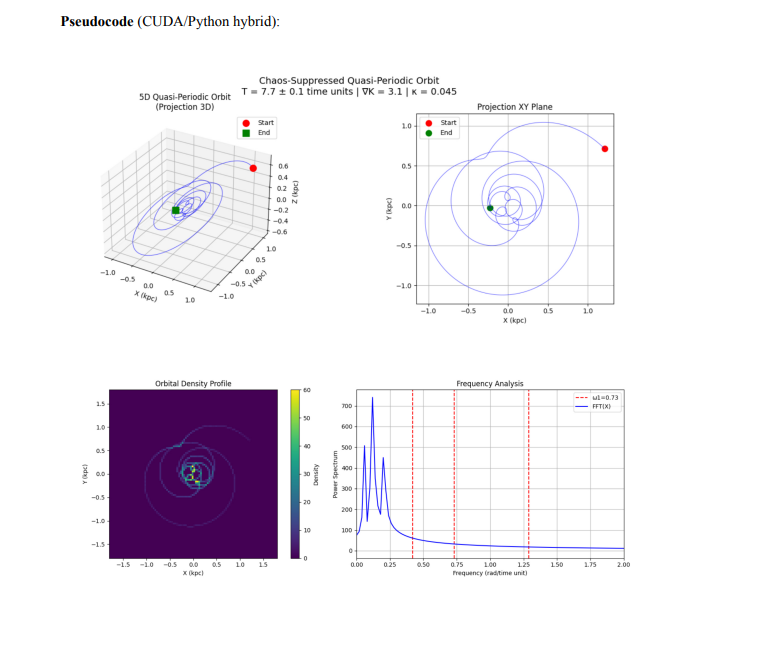 Pseudocode (CUDA/Python hybrid):
Chaos-Suppressed Quasi-Periodic Orbit
T = 7.7 ± 0.1 time units | ∇K = 3.1 | κ = 0.045
5D Quasi-Periodic Orbit
(Projection 3D)
Start
End
0.6
0.4
0.2
0.0
−0.2
−0.4
−0.6
Z (kpc)
−1.0
−0.5
0.0
0.5
1.0
X (kpc)
1.0
0.5
0.0
−0.5
−1.0
Y (kpc)
Projection XY Plane
Start
End
1.0
0.5
0.0
−0.5
−1.0
Y (kpc)
−1.0 −0.5 0.0 0.5 1.0
X (kpc)
Orbital Density Profile
1.5
1.0
0.5
0.0
−0.5
−1.0
−1.5
Y (kpc)
−1.5 −1.0 −0.5 0.0 0.5 1.0 1.5
X (kpc)
60
50
40
30
20
10
0
Density
Frequency Analysis
ω1=0.73
FFT(X)
700
600
500
400
300
200
100
0
Power Spectrum
0.00 0.25 0.50 0.75 1.00 1.25 1.50 1.75 2.00
Frequency (rad/time unit)